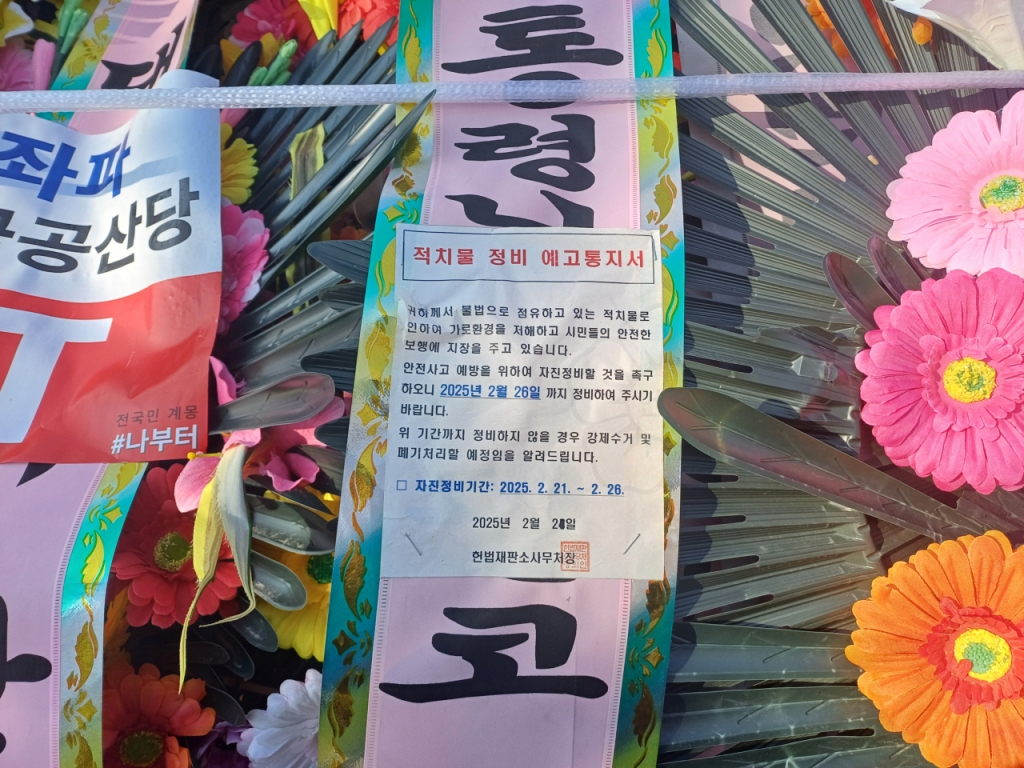 대
통
령
좌파
공산당
T
전국민 계몽
#나부터
적치물 정비 예고통지서
귀하께서 불법으로 점유하고 있는 적치물로
인하여 가로환경을 저해하고 시민들의 안전한
보행에 지장을 주고 있습니다.
안전사고 예방을 위하여 자진정비할 것을 촉구
하오니 2025년 2월 26일 까지 정비하여 주시기
바랍니다.
위 기간까지 정비하지 않을 경우 강제수거 및
폐기처리할 예정임을 알려드립니다.
□ 자진정비기간: 2025. 2. 21. ~ 2. 26.
2025년 2월 21일
헌법재판소사무처장
고